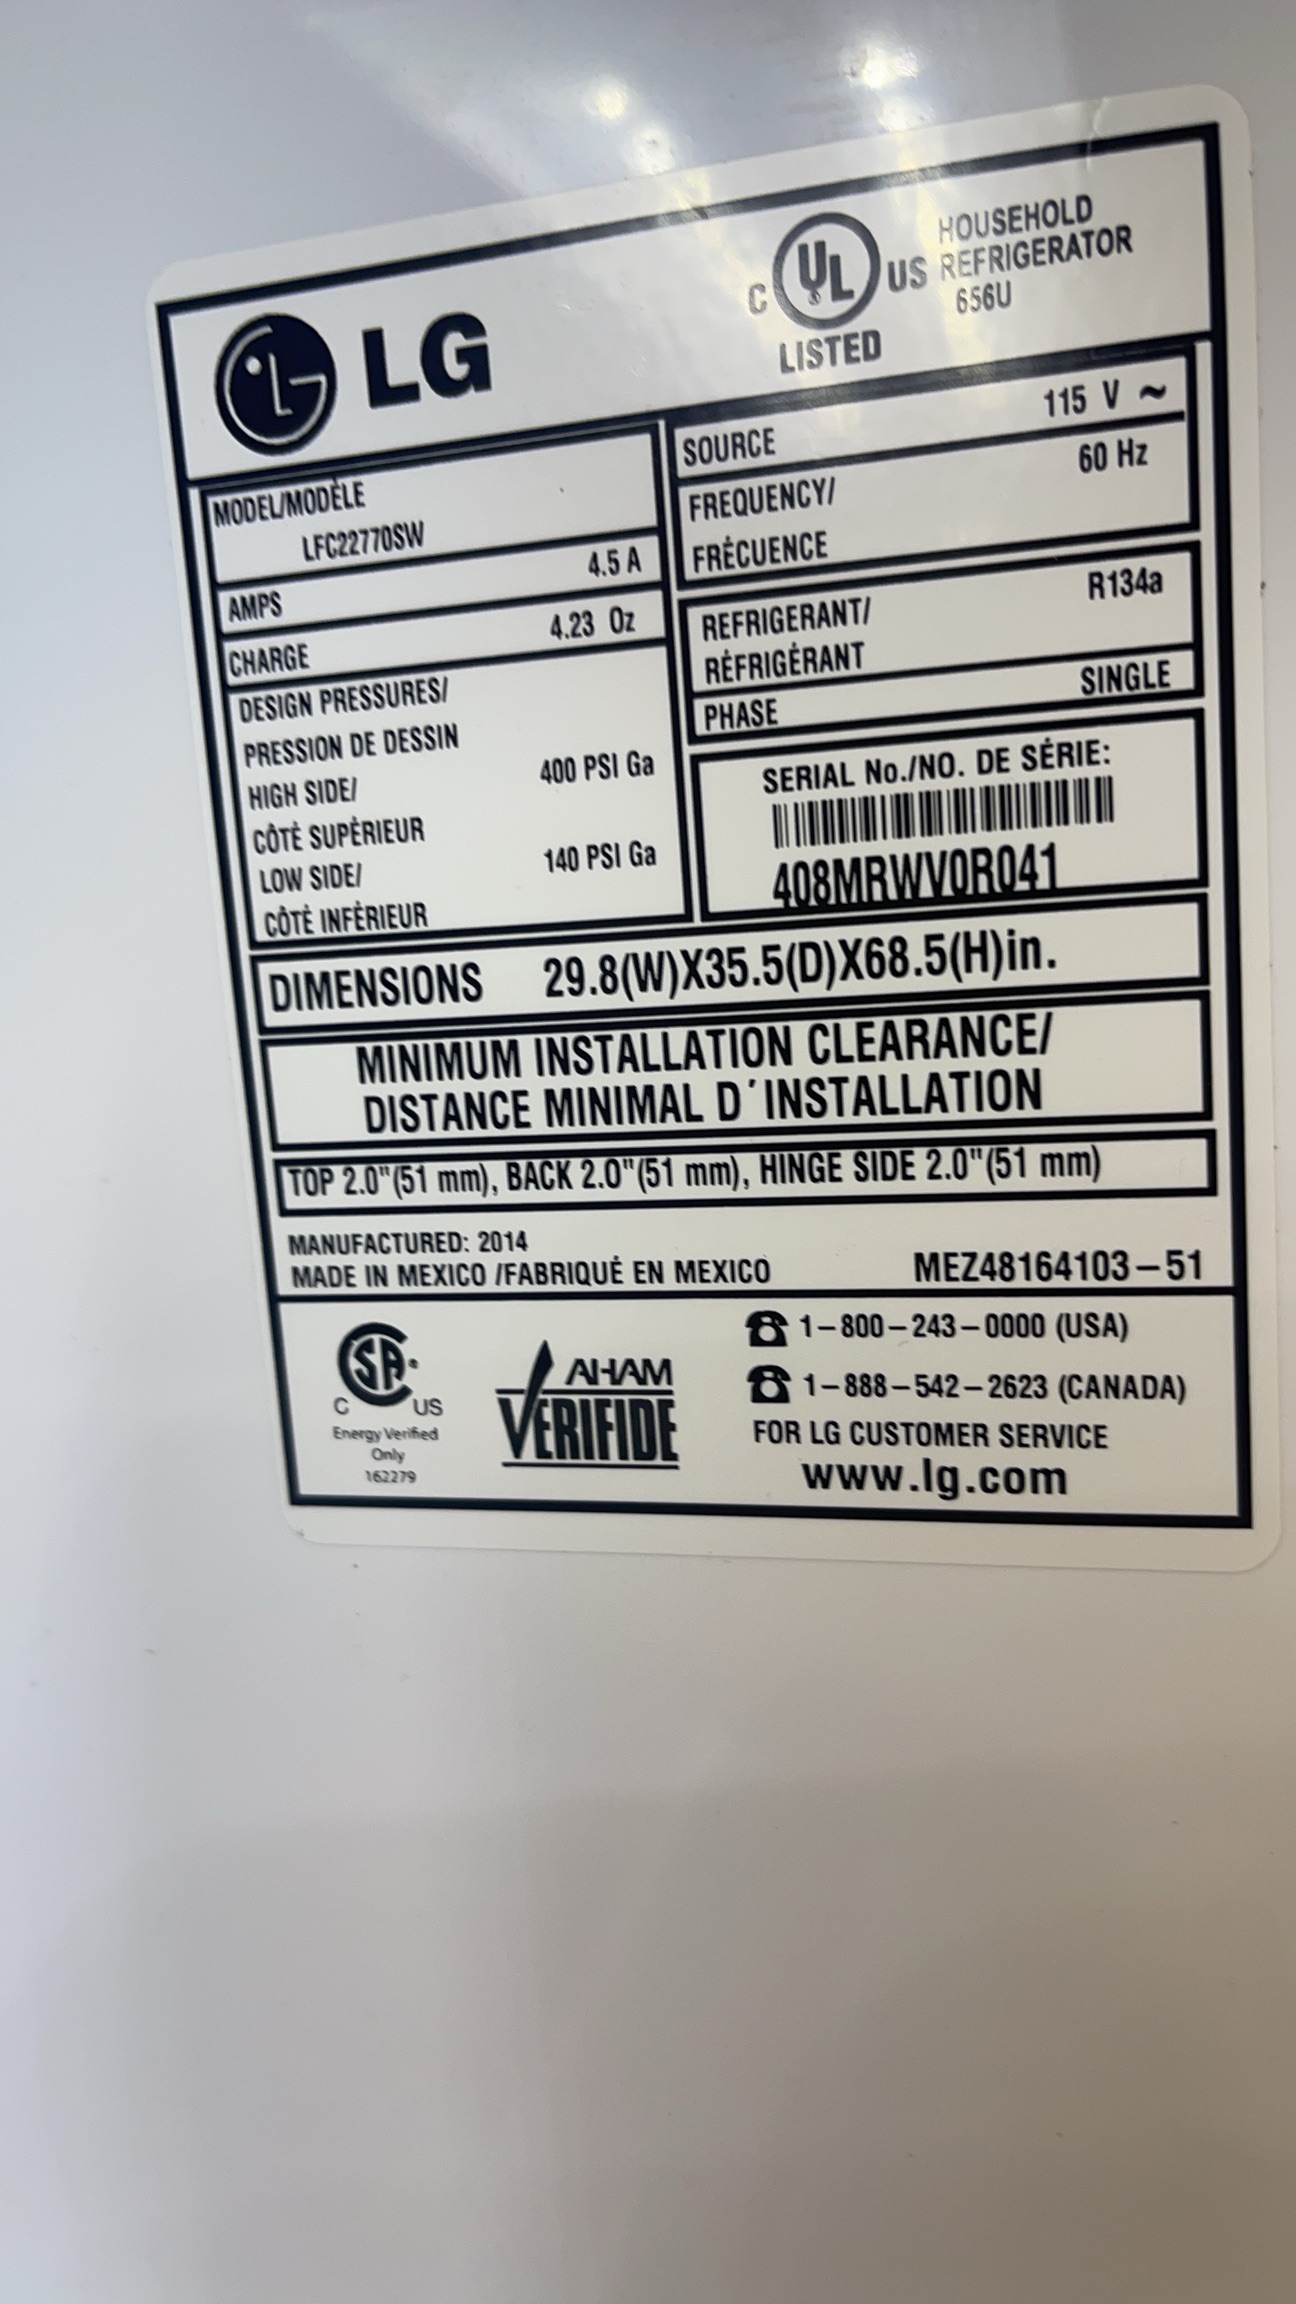 LG
C UL US
LISTED
HOUSEHOLD
REFRIGERATOR
656U
MODEL/MODÈLE
LFC22770SW
AMPS 4.5 A
CHARGE 4.23 Oz
DESIGN PRESSURES/
PRESSION DE DESSIN
HIGH SIDE/ 400 PSI Ga
CÔTÉ SUPÉRIEUR
LOW SIDE/ 140 PSI Ga
CÔTÉ INFÉRIEUR
SOURCE 115 V ~
FREQUENCY/ 60 Hz
FRÉCUENCE
REFRIGERANT/ R134a
RÉFRIGÉRANT
PHASE SINGLE
SERIAL No./NO. DE SÉRIE:
408MRWV0R041
DIMENSIONS 29.8(W)X35.5(D)X68.5(H)in.
MINIMUM INSTALLATION CLEARANCE/
DISTANCE MINIMAL D'INSTALLATION
TOP 2.0"(51 mm), BACK 2.0"(51 mm), HINGE SIDE 2.0"(51 mm)
MANUFACTURED: 2014
MADE IN MEXICO /FABRIQUÉ EN MEXICO
MEZ48164103-51
C SA US
Energy Verified
Only
162279
AHAM
VERIFIDE
1-800-243-0000 (USA)
1-888-542-2623 (CANADA)
FOR LG CUSTOMER SERVICE
www.lg.com